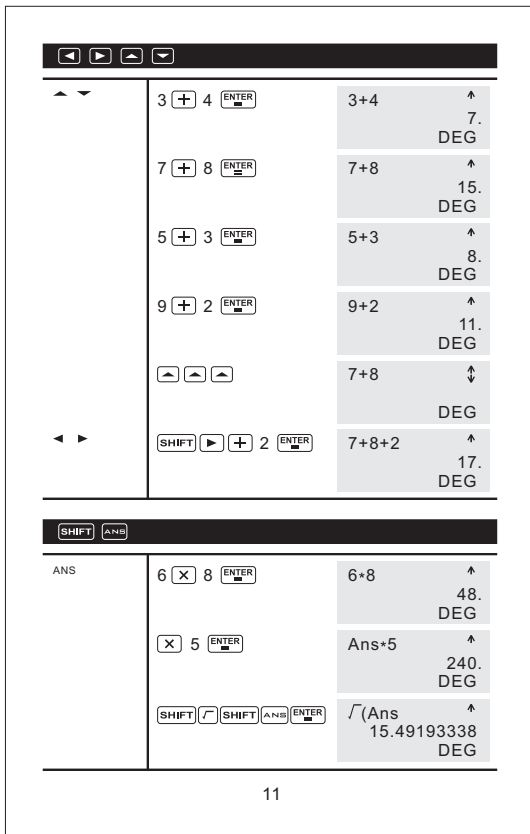 ◀ ▶ ▲ ▼
▲ ▼ 3 + 4 ENTER = 3+4 ↑
7.
DEG
7 + 8 ENTER = 7+8 ↑
15.
DEG
5 + 3 ENTER = 5+3 ↑
8.
DEG
9 + 2 ENTER = 9+2 ↑
11.
DEG
▲ ▲ ▲ 7+8 ↕
DEG
◀ ▶ SHIFT ▶ + 2 ENTER = 7+8+2 ↑
17.
DEG
SHIFT ANS
ANS 6 × 8 ENTER = 6*8 ↑
48.
DEG
× 5 ENTER = Ans*5 ↑
240.
DEG
SHIFT √ SHIFT ANS ENTER = √(Ans ↑
15.49193338
DEG
11